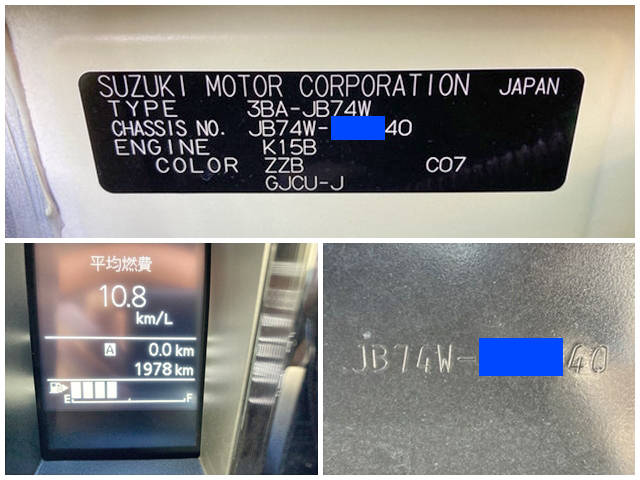 SUZUKI MOTOR CORPORATION JAPAN
TYPE 3BA-JB74W
CHASSIS NO. JB74W- 40
ENGINE K15B
COLOR ZZB C07
GJCU-J
平均燃費
10.8
km/L
A 0.0 km
1978 km
E F
JB74W- 40